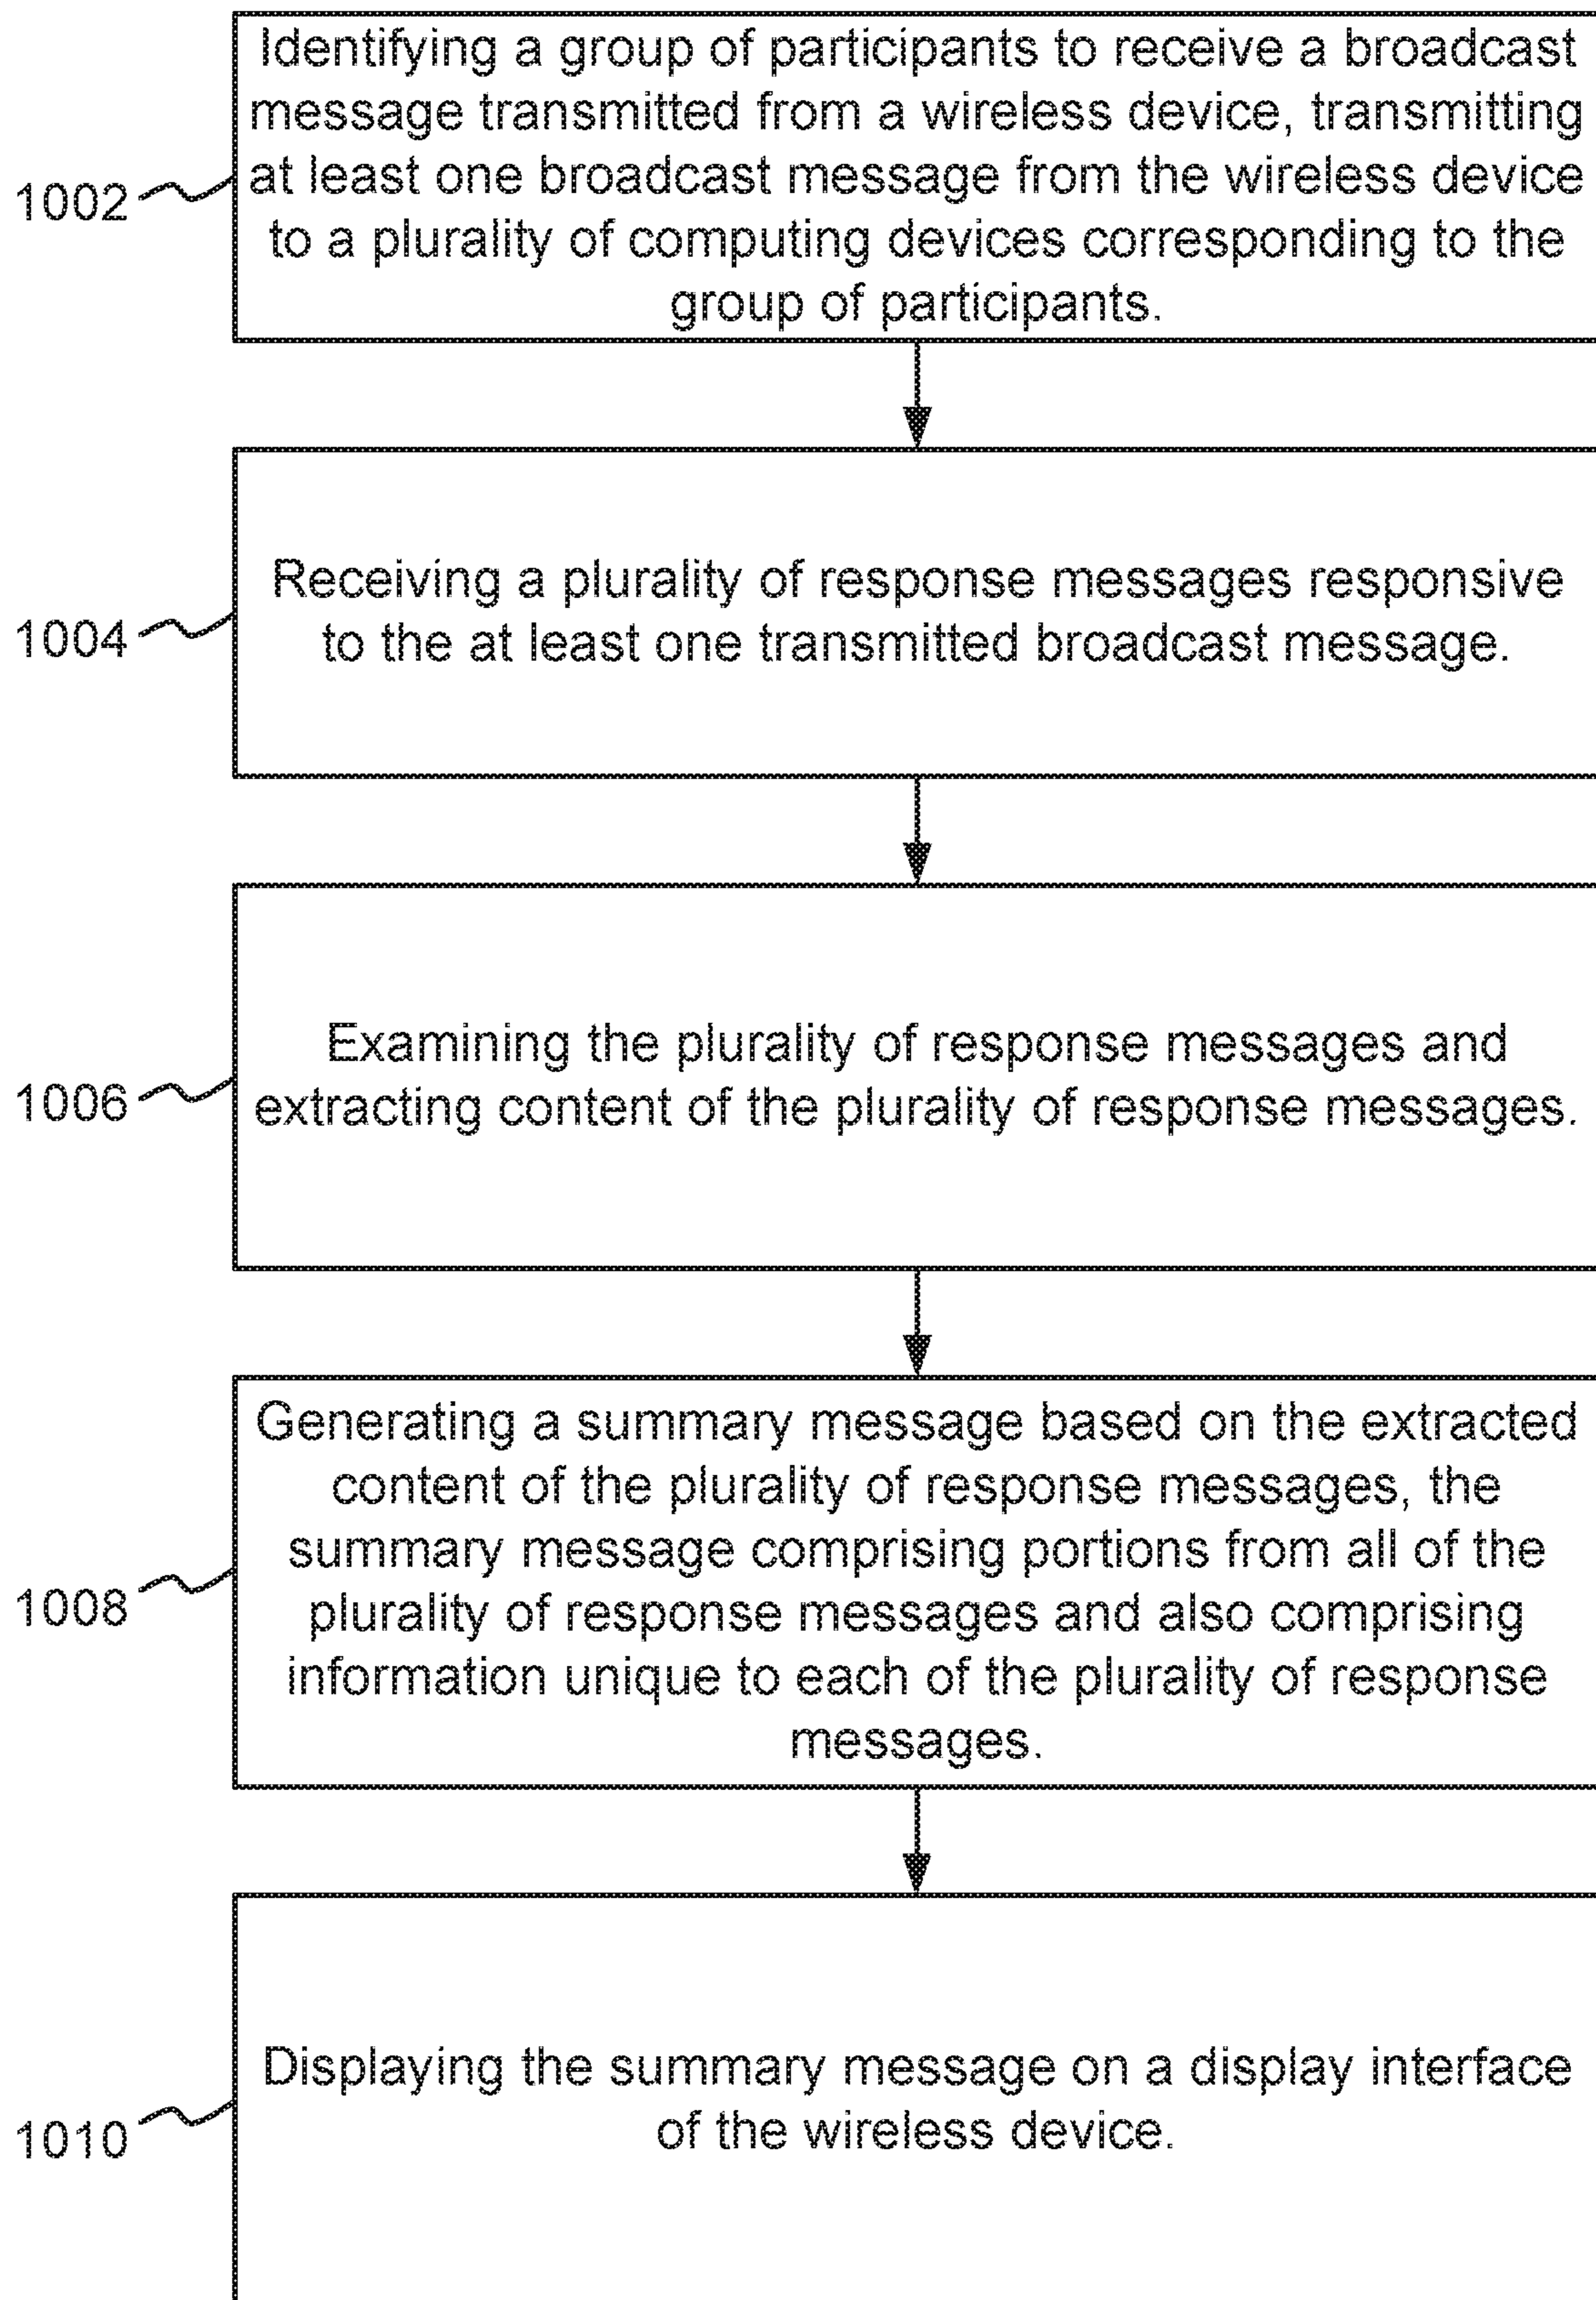 Identifying a group of participants to receive a broadcast
message transmitted from a wireless device, transmitting
at least one broadcast message from the wireless device
to a plurality of computing devices corresponding to the
group of participants.
1002
Receiving a plurality of response messages responsive
to the at least one transmitted broadcast message.
1004
Examining the plurality of response messages and
extracting content of the plurality of response messages.
1006
Generating a summary message based on the extracted
content of the plurality of response messages, the
summary message comprising portions from all of the
plurality of response messages and also comprising
information unique to each of the plurality of response
messages.
1008
Displaying the summary message on a display interface
of the wireless device.
1010